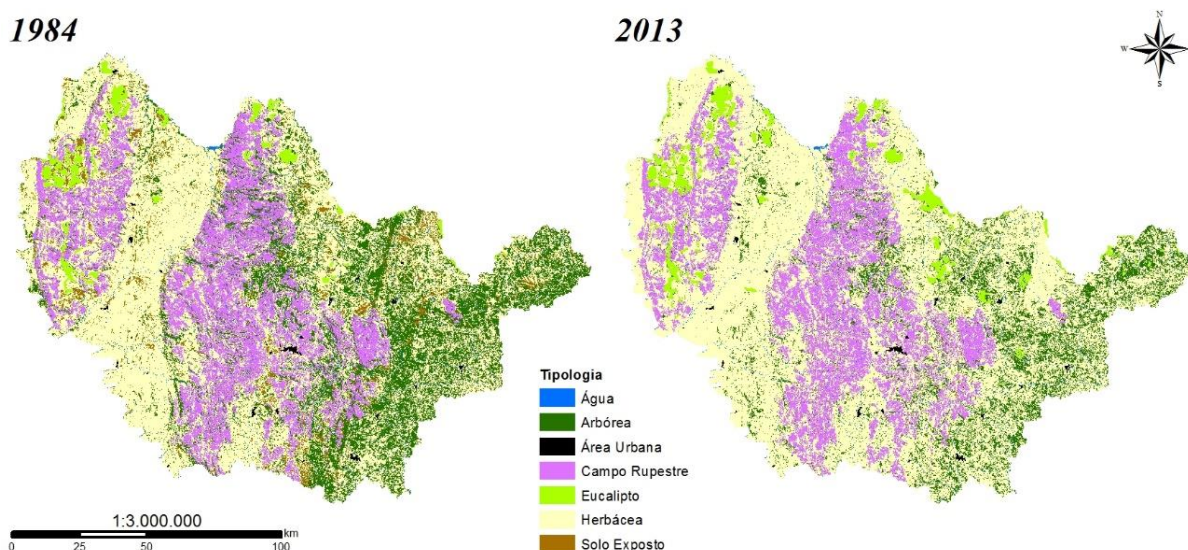 1984
2013
N
W
E
S
Tipologia
Água
Arbórea
Área Urbana
Campo Rupestre
Eucalipto
Herbácea
Solo Exposto
1:3.000.000
km
0 25 50 100